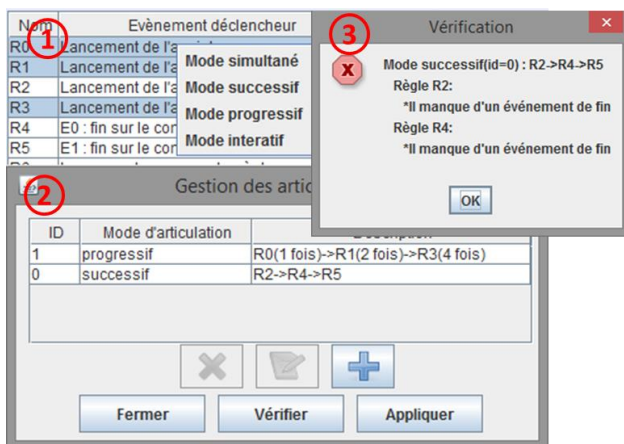 Nom Evènement déclencheur
1
R0 Lancement de
R1 Lancement de l'a
R2 Lancement de l'a
R3 Lancement de l'a
R4 E0 : fin sur le cor
R5 E1 : fin sur le cor
Mode simultané
Mode successif
Mode progressif
Mode interatif
3
Vérification
×
X
Mode successif(id=0) : R2->R4->R5
Règle R2:
*Il manque d'un événement de fin
Règle R4:
*Il manque d'un événement de fin
OK
2
Gestion des artic
ID Mode d'articulation
1 progressif R0(1 fois)->R1(2 fois)->R3(4 fois)
0 successif R2->R4->R5
Fermer Vérifier Appliquer